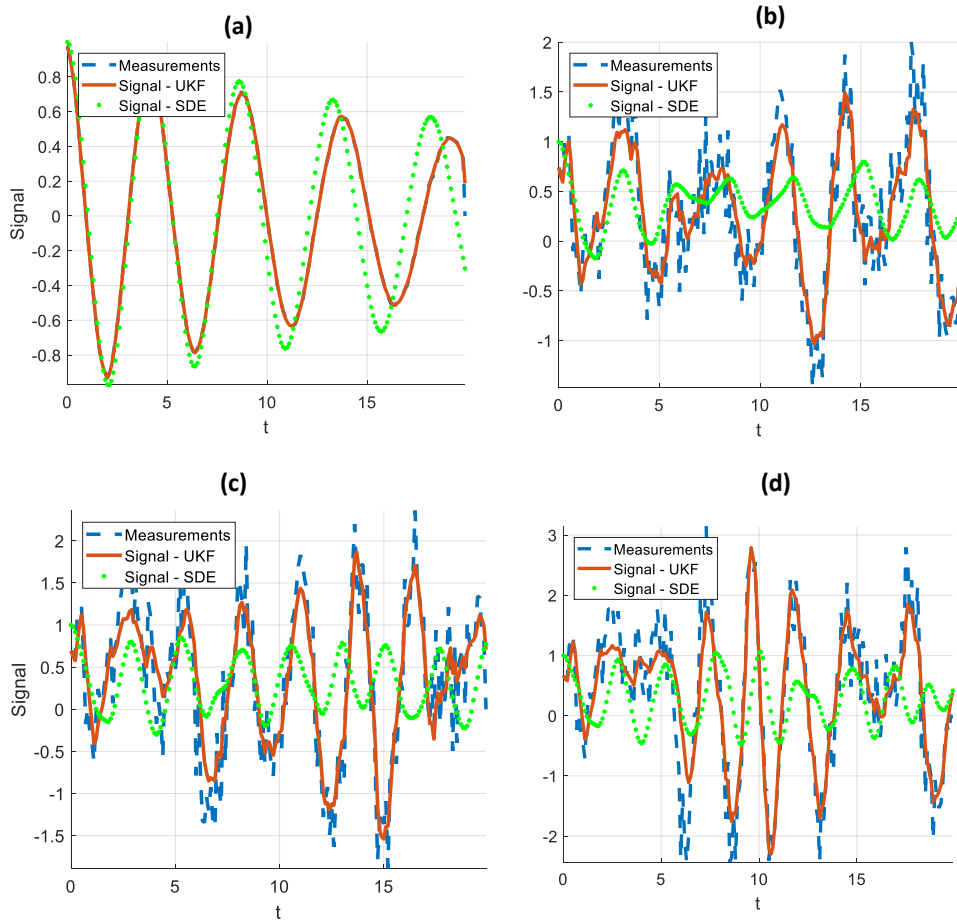 (a)
Measurements
Signal - UKF
Signal - SDE
0.8
0.6
0.4
0.2
0
-0.2
-0.4
-0.6
-0.8
Signal
0 5 10 15
t
(b)
Measurements
Signal - UKF
Signal - SDE
2
1.5
1
0.5
0
-0.5
-1
0 5 10 15
t
(c)
Measurements
Signal - UKF
Signal - SDE
2
1.5
1
0.5
0
-0.5
-1
-1.5
Signal
0 5 10 15
t
(d)
Measurements
Signal - UKF
Signal - SDE
3
2
1
0
-1
-2
0 5 10 15
t